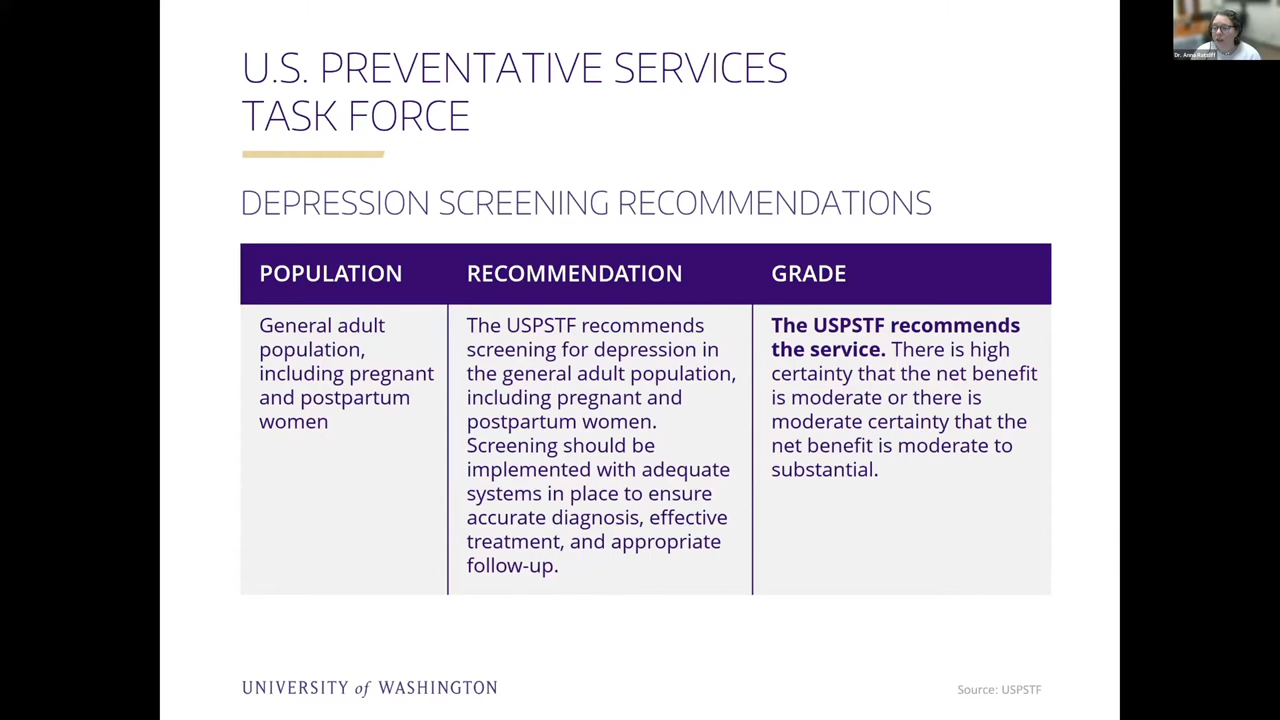 U.S. PREVENTATIVE SERVICES
TASK FORCE
DEPRESSION SCREENING RECOMMENDATIONS
POPULATION
RECOMMENDATION
GRADE
General adult
population,
including pregnant
and postpartum
women
The USPSTF recommends
screening for depression in
the general adult population,
including pregnant and
postpartum women.
Screening should be
implemented with adequate
systems in place to ensure
accurate diagnosis, effective
treatment, and appropriate
follow-up.
The USPSTF recommends
the service. There is high
certainty that the net benefit
is moderate or there is
moderate certainty that the
net benefit is moderate to
substantial.
UNIVERSITY of WASHINGTON
Source: USPSTF
Dr. Anna Ratzliff